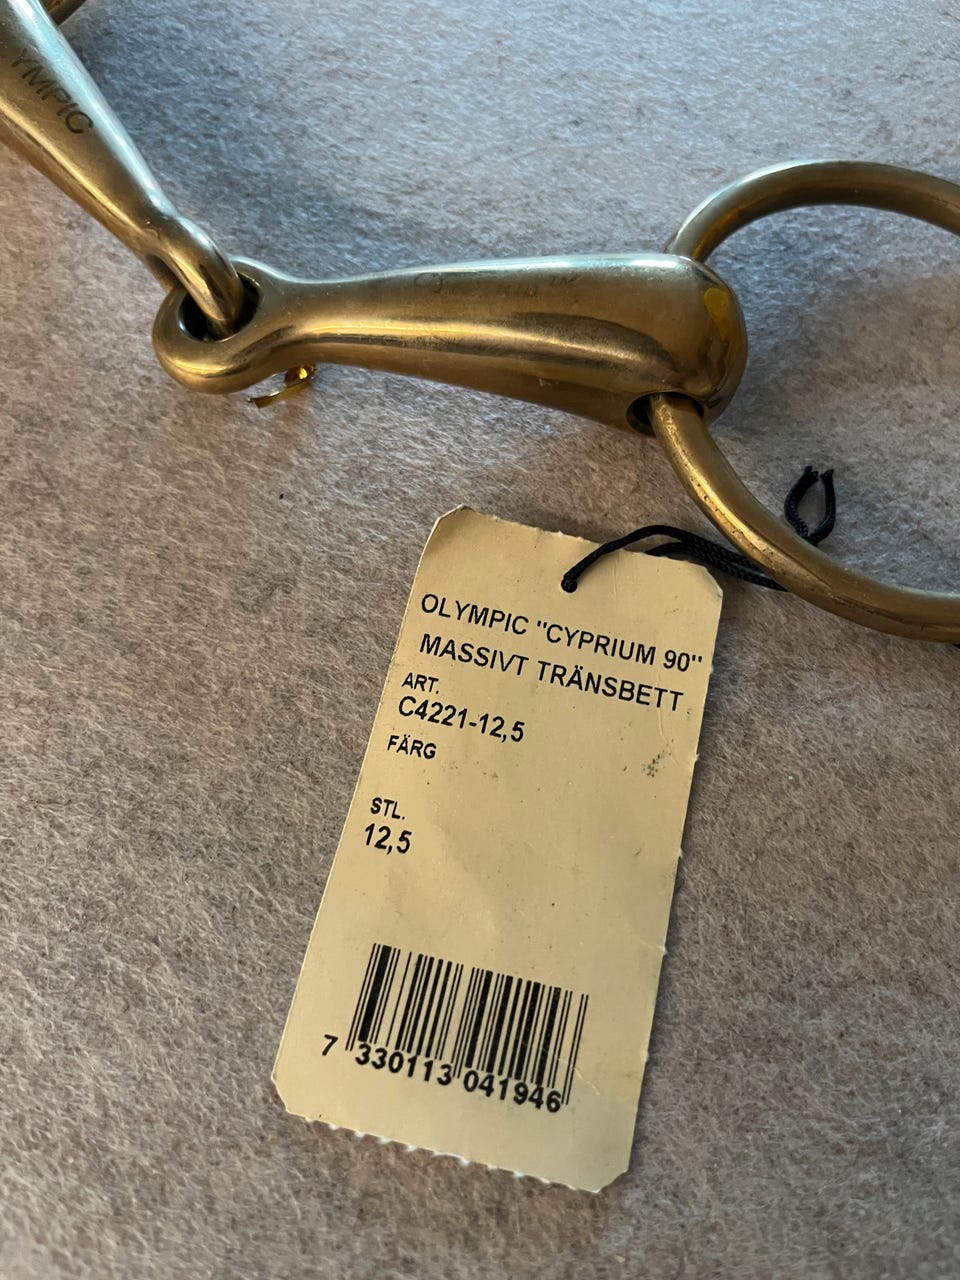 YMPIC
OLYMPIC "CYPRIUM 90"
MASSIVT TRÄNSBETT
ART.
C4221-12,5
FÄRG
STL.
12,5
7 330113 041946